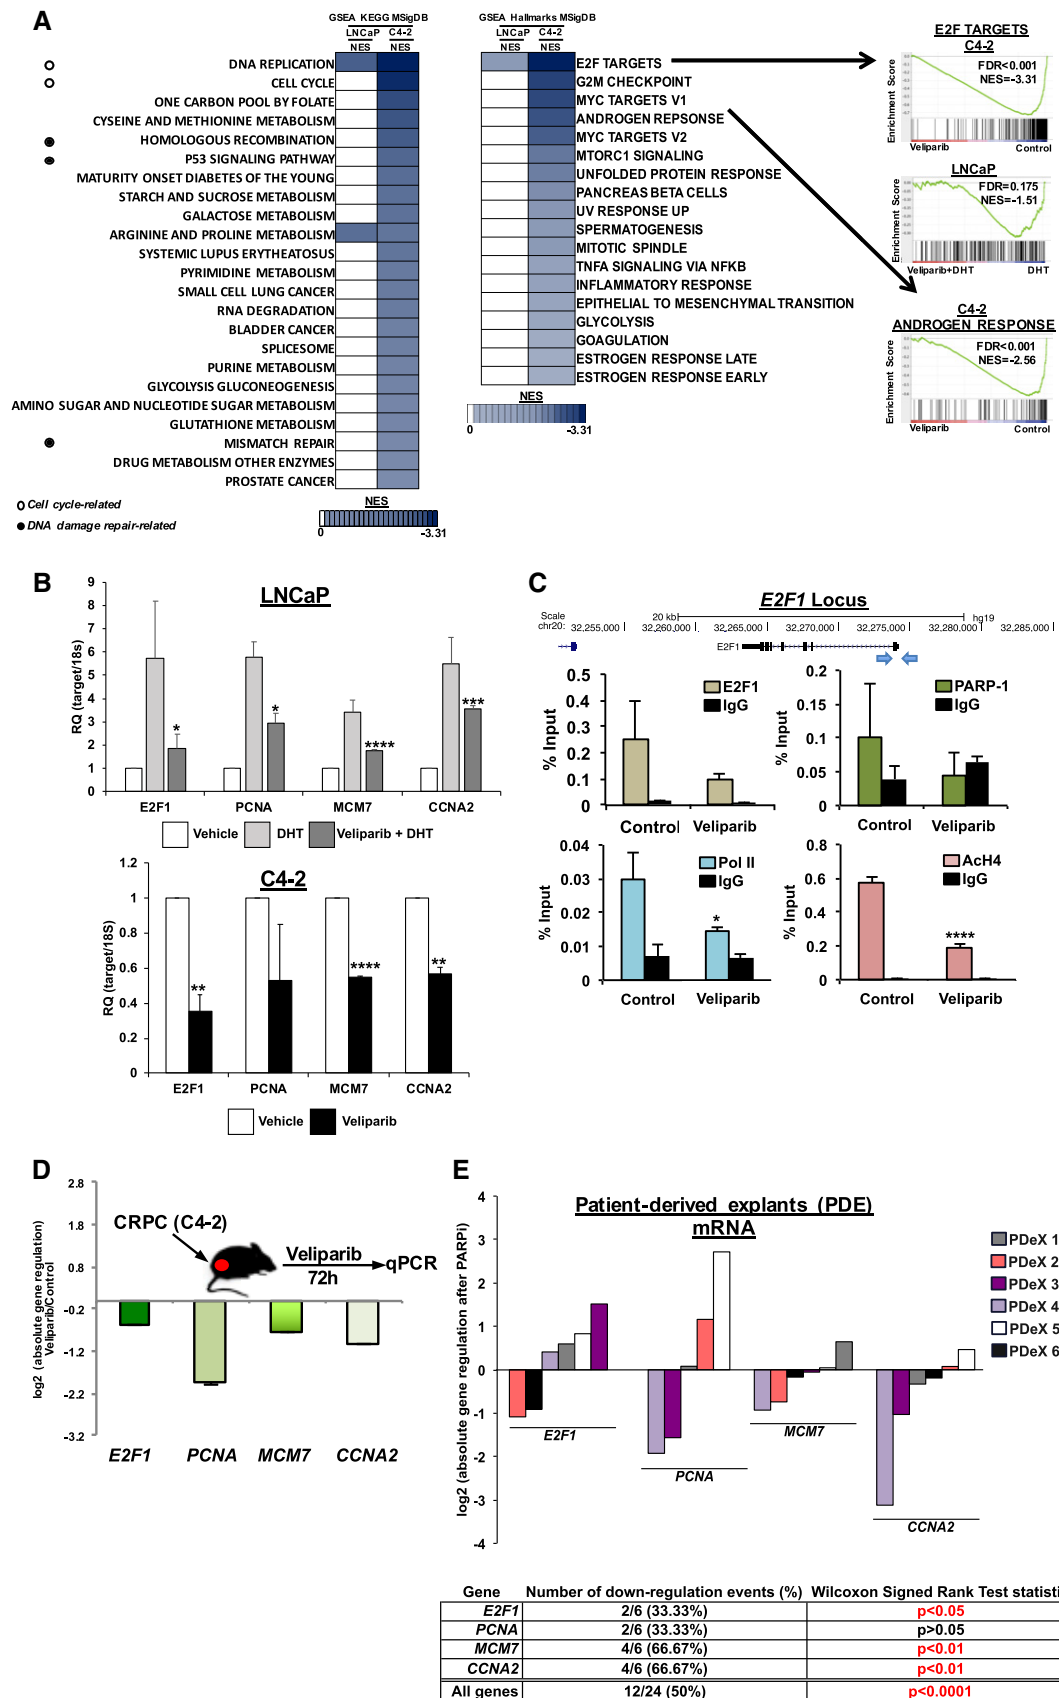 A
GSEA KEGG MSigDB
LNCaP C4-2
NES NES
DNA REPLICATION
CELL CYCLE
ONE CARBON POOL BY FOLATE
CYSEINE AND METHIONINE METABOLISM
HOMOLOGOUS RECOMBINATION
P53 SIGNALING PATHWAY
MATURITY ONSET DIABETES OF THE YOUNG
STARCH AND SUCROSE METABOLISM
GALACTOSE METABOLISM
ARGININE AND PROLINE METABOLISM
SYSTEMIC LUPUS ERYTHEATOSUS
PYRIMIDINE METABOLISM
SMALL CELL LUNG CANCER
RNA DEGRADATION
BLADDER CANCER
SPLICESOME
PURINE METABOLISM
GLYCOLYSIS GLUCONEOGENESIS
AMINO SUGAR AND NUCLEOTIDE SUGAR METABOLISM
GLUTATHIONE METABOLISM
MISMATCH REPAIR
DRUG METABOLISM OTHER ENZYMES
PROSTATE CANCER
Cell cycle-related
DNA damage repair-related
NES
0 -3.31
GSEA Hallmarks MSigDB
LNCaP C4-2
NES NES
E2F TARGETS
G2M CHECKPOINT
MYC TARGETS V1
ANDROGEN REPSONSE
MYC TARGETS V2
MTORC1 SIGNALING
UNFOLDED PROTEIN RESPONSE
PANCREAS BETA CELLS
UV RESPONSE UP
SPERMATOGENESIS
MITOTIC SPINDLE
TNFA SIGNALING VIA NFKB
INFLAMMATORY RESPONSE
EPITHELIAL TO MESENCHYMAL TRANSITION
GLYCOLYSIS
GOAGULATION
ESTROGEN RESPONSE LATE
ESTROGEN RESPONSE EARLY
NES
0 -3.31
E2F TARGETS
C4-2
FDR<0.001
NES=-3.31
Enrichment Score
Veliparib Control
LNCaP
FDR=0.175
NES=-1.51
Enrichment Score
Veliparib+DHT DHT
C4-2
ANDROGEN RESPONSE
FDR<0.001
NES=-2.56
Enrichment Score
Veliparib Control
B
LNCaP
RQ (target/18s)
9
8
7
6
5
4
3
2
1
0
* * **** ***
E2F1 PCNA MCM7 CCNA2
Vehicle DHT Veliparib + DHT
C4-2
RQ (target/18S)
1.2
1
0.8
0.6
0.4
0.2
0
** **** **
E2F1 PCNA MCM7 CCNA2
Vehicle Veliparib
C
E2F1 Locus
Scale 20 kb hg19
chr20: 32,255,000 32,260,000 32,265,000 32,270,000 32,275,000 32,280,000 32,285,000
E2F1
% Input
0.5
0.4
0.3
0.2
0.1
0
E2F1
IgG
Control Veliparib
% Input
0.2
0.15
0.1
0.05
0
PARP-1
IgG
Control Veliparib
% Input
0.04
0.03
0.02
0.01
0
Pol II
IgG
*
Control Veliparib
% Input
0.8
0.6
0.4
0.2
0
AcH4
IgG
****
Control Veliparib
D
log2 (absolute gene regulation)
Veliparib/Control
2.8
1.8
0.8
-0.2
-1.2
-2.2
-3.2
CRPC (C4-2)
Veliparib
72h
qPCR
E2F1 PCNA MCM7 CCNA2
E
Patient-derived explants (PDE)
mRNA
log2 (absolute gene regulation after PARPi)
4
3
2
1
0
-1
-2
-3
-4
E2F1
PCNA
MCM7
CCNA2
PDeX 1
PDeX 2
PDeX 3
PDeX 4
PDeX 5
PDeX 6
Gene Number of down-regulation events (%) Wilcoxon Signed Rank Test statisti
E2F1 2/6 (33.33%) p<0.05
PCNA 2/6 (33.33%) p>0.05
MCM7 4/6 (66.67%) p<0.01
CCNA2 4/6 (66.67%) p<0.01
All genes 12/24 (50%) p<0.0001